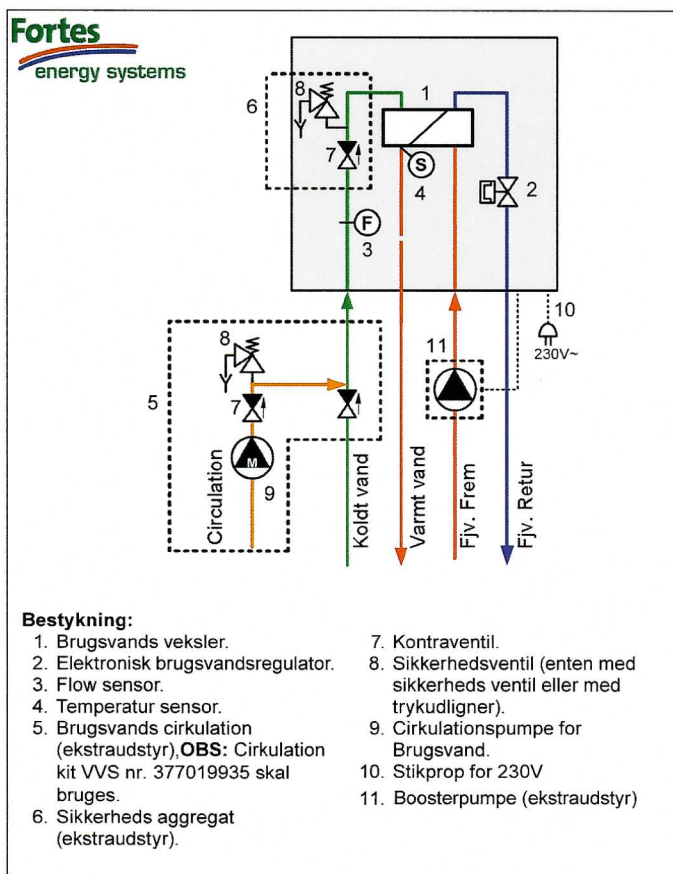 Fortes
energy systems
8
6
7
1
S
4
2
F
3
10
230V~
8
11
5
7
M
9
Circulation
Koldt vand
Varmt vand
Fjv. Frem
Fjv. Retur
Bestykning:
1. Brugsvands veksler.
2. Elektronisk brugsvandsregulator.
3. Flow sensor.
4. Temperatur sensor.
5. Brugsvands cirkulation
(ekstraudstyr),OBS: Cirkulation
kit VVS nr. 377019935 skal
bruges.
6. Sikkerheds aggregat
(ekstraudstyr).
7. Kontraventil.
8. Sikkerhedsventil (enten med
sikkerheds ventil eller med
trykudligner).
9. Cirkulationspumpe for
Brugsvand.
10. Stikprop for 230V
11. Boosterpumpe (ekstraudstyr)